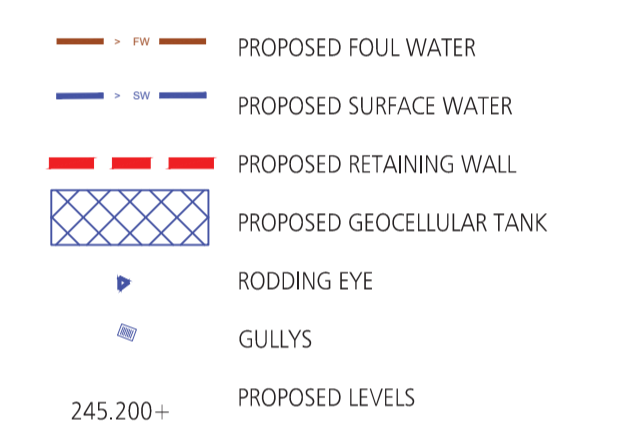 > FW PROPOSED FOUL WATER
> SW PROPOSED SURFACE WATER
PROPOSED RETAINING WALL
PROPOSED GEOCELLULAR TANK
RODDING EYE
GULLYS
245.200+ PROPOSED LEVELS